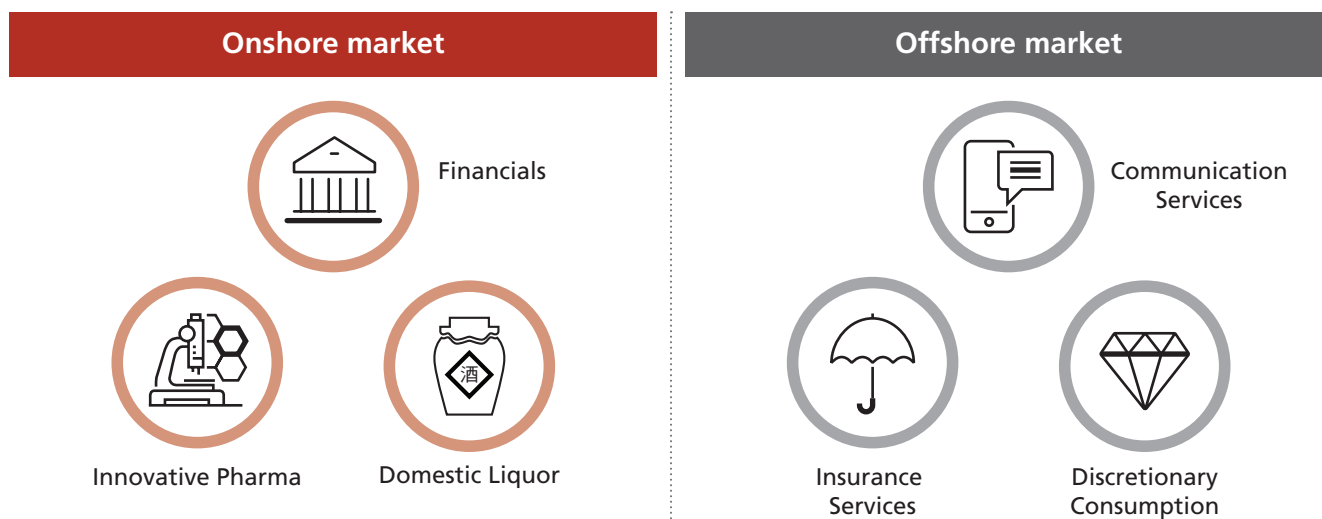 Onshore market
Offshore market
Financials
Communication
Services
酒
Innovative Pharma
Domestic Liquor
Insurance
Services
Discretionary
Consumption